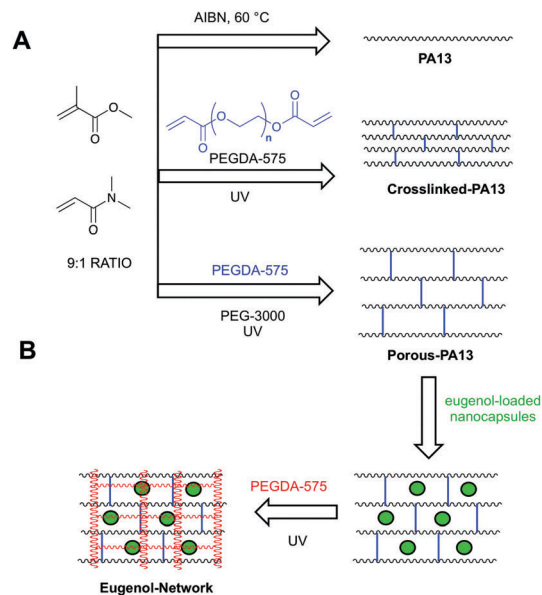 A
AIBN, 60 °C
PA13
O
O
O
O
O
n
PEGDA-575
UV
Crosslinked-PA13
N
O
9:1 RATIO
PEGDA-575
PEG-3000
UV
Porous-PA13
B
eugenol-loaded
nanocapsules
PEGDA-575
UV
Eugenol-Network